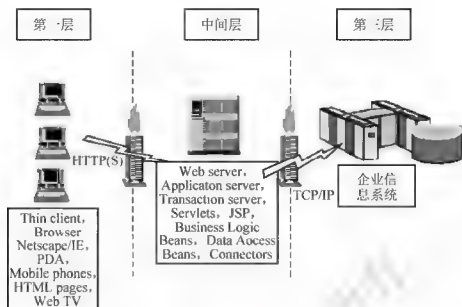 第一层
中间层
第三层
HTTP(S)
TCP/IP
Thin client,
Browser
Netscape/IE,
PDA,
Mobile phones,
HTML pages,
Web TV
Web server,
Applicaton server,
Transaction server,
Servlets, JSP,
Business Logic
Beans, Data Aocess
Beans, Connectors
企业信
息系统